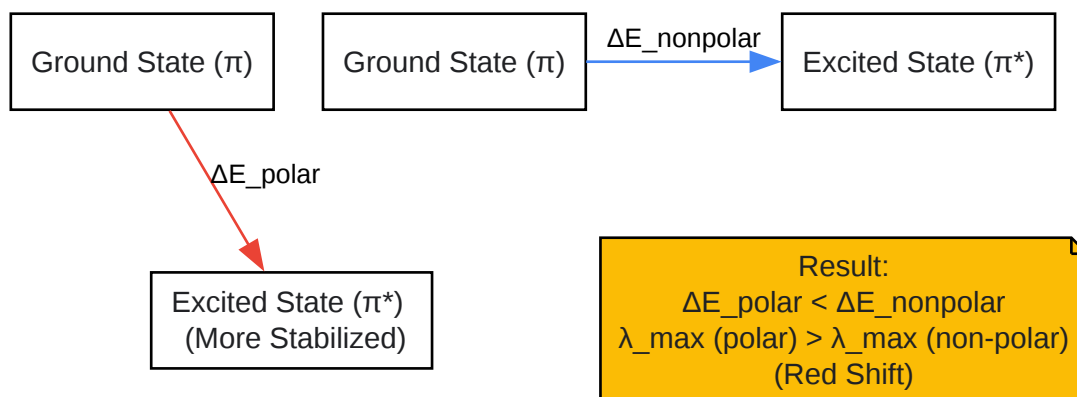 Ground State (π)
Ground State (π)
ΔE_nonpolar
Excited State (π*)
ΔE_polar
Excited State (π*)
(More Stabilized)
Result:
ΔE_polar < ΔE_nonpolar
λ_max (polar) > λ_max (non-polar)
(Red Shift)